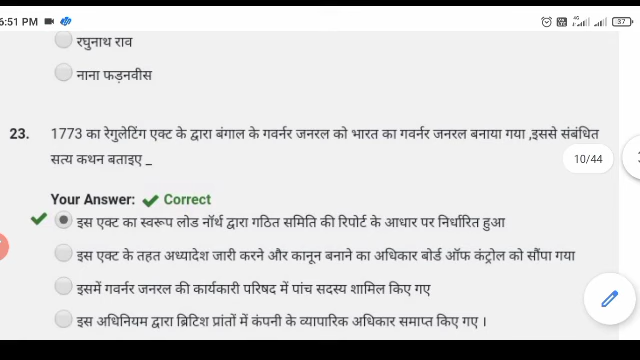 6:51 PM
37
रघुनाथ राव
नाना फड़नवीस
23. 1773 का रेगुलेटिंग एक्ट के द्वारा बंगाल के गवर्नर जनरल को भारत का गवर्नर जनरल बनाया गया ,इससे संबंधित
सत्य कथन बताइए _
10/44
Your Answer: Correct
इस एक्ट का स्वरूप लोड नॉर्थ द्वारा गठित समिति की रिपोर्ट के आधार पर निर्धारित हुआ
इस एक्ट के तहत अध्यादेश जारी करने और कानून बनाने का अधिकार बोर्ड ऑफ कंट्रोल को सौंपा गया
इसमें गवर्नर जनरल की कार्यकारी परिषद में पांच सदस्य शामिल किए गए
इस अधिनियम द्वारा ब्रिटिश प्रांतों में कंपनी के व्यापारिक अधिकार समाप्त किए गए ।